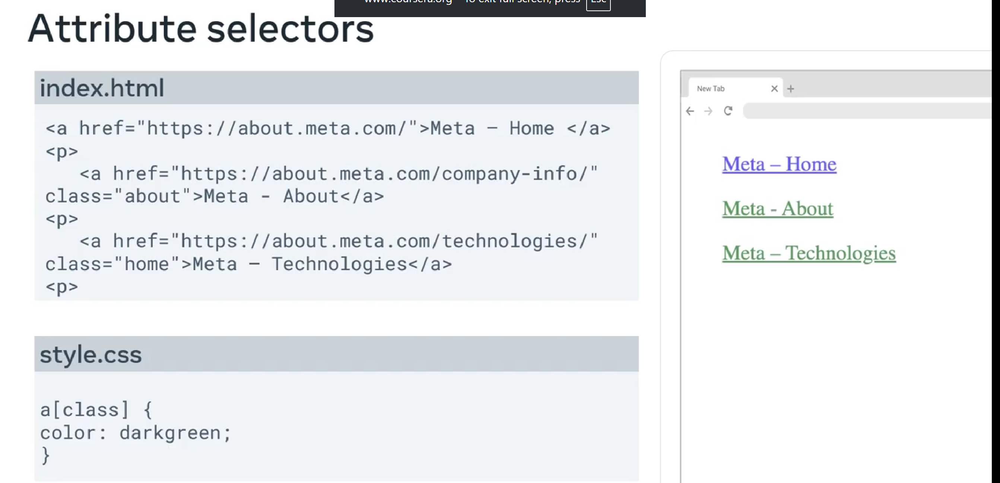 www.coursera.org To exit full screen, press Esc
Attribute selectors
index.html
<a href="https://about.meta.com/">Meta – Home </a>
<p>
<a href="https://about.meta.com/company-info/"
class="about">Meta - About</a>
<p>
<a href="https://about.meta.com/technologies/"
class="home">Meta – Technologies</a>
<p>
style.css
a[class] {
color: darkgreen;
}
New Tab
Meta – Home
Meta - About
Meta – Technologies